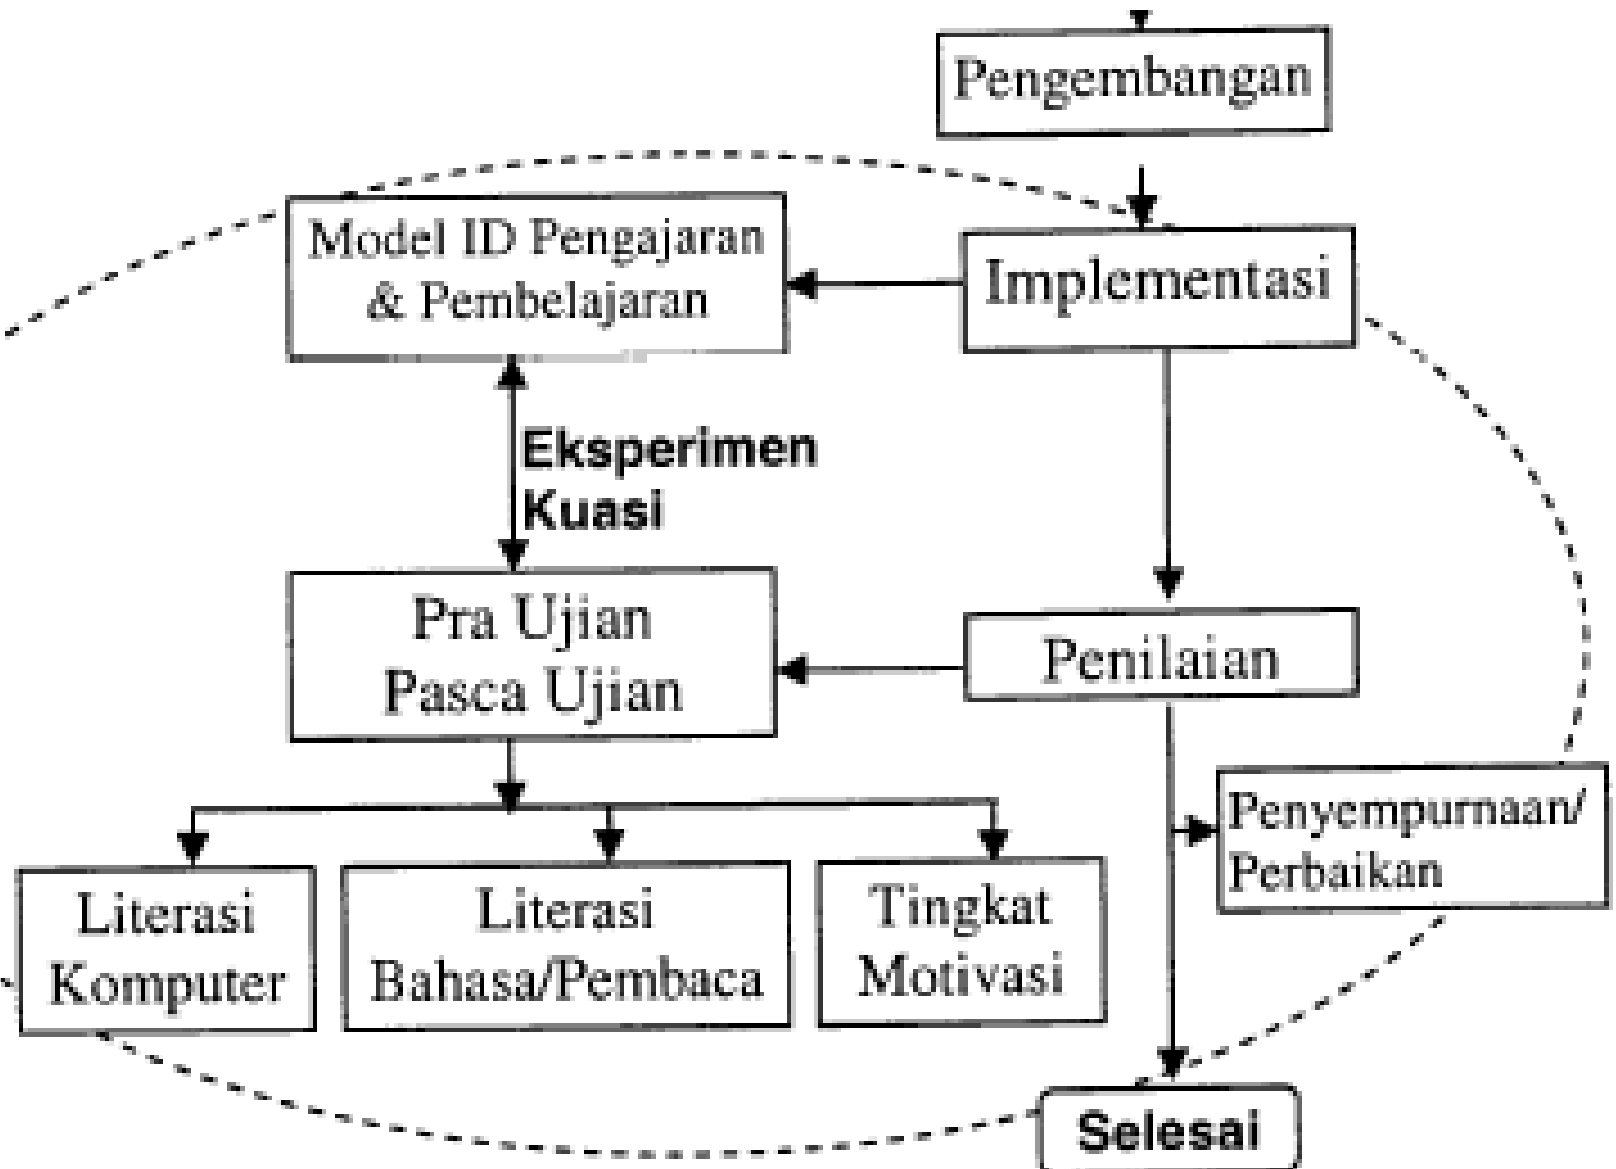 Pengembangan
Model ID Pengajaran
& Pembelajaran
Implementasi
Eksperimen
Kuasi
Pra Ujian
Pasca Ujian
Penilaian
Penyempurnaan/
Perbaikan
Literasi
Komputer
Literasi
Bahasa/Pembaca
Tingkat
Motivasi
Selesai